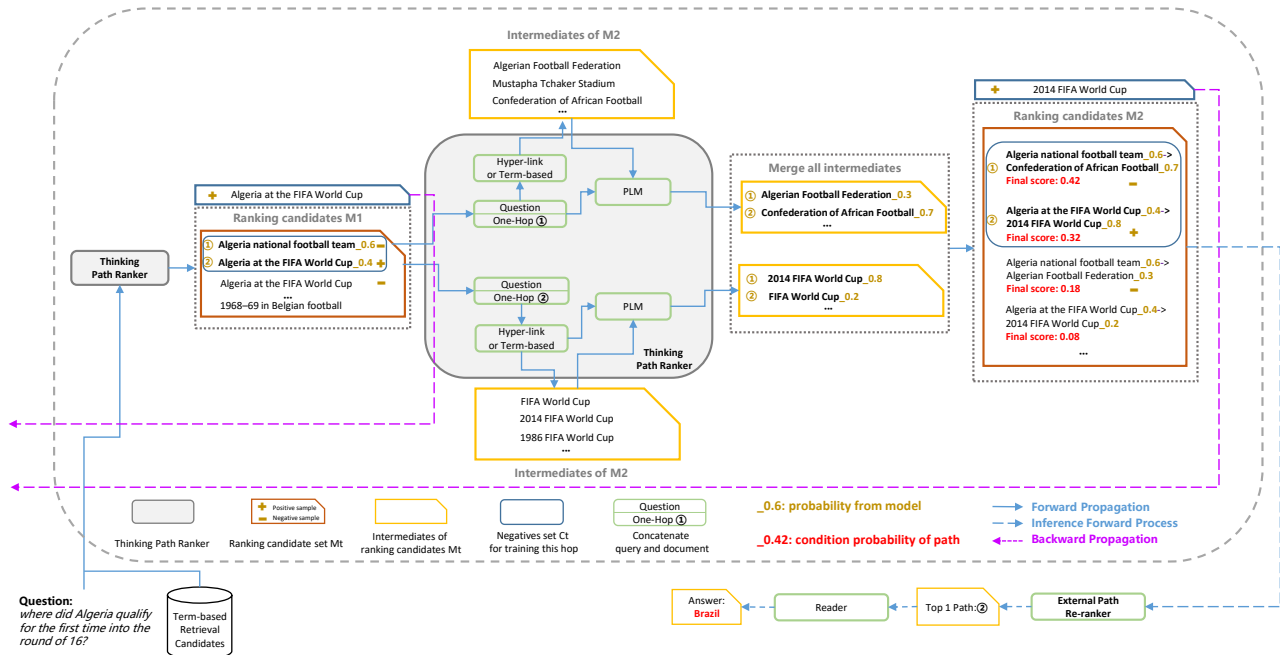 Intermediates of M2
Algerian Football Federation
Mustapha Tchaker Stadium
Confederation of African Football
...
+ 2014 FIFA World Cup
Ranking candidates M2
① Algeria national football team_0.6->
Confederation of African Football_0.7
Final score: 0.42 −
② Algeria at the FIFA World Cup_0.4->
2014 FIFA World Cup_0.8
Final score: 0.32 +
Algeria national football team_0.6->
Algerian Football Federation_0.3
Final score: 0.18 −
Algeria at the FIFA World Cup_0.4->
2014 FIFA World Cup_0.2
Final score: 0.08
...
Hyper-link
or Term-based
PLM
Question
One-Hop ①
Merge all intermediates
① Algerian Football Federation_0.3
② Confederation of African Football_0.7
...
① 2014 FIFA World Cup_0.8
② FIFA World Cup_0.2
...
+ Algeria at the FIFA World Cup
Ranking candidates M1
① Algeria national football team_0.6 −
② Algeria at the FIFA World Cup_0.4 +
Algeria at the FIFA World Cup −
...
1968–69 in Belgian football
Thinking
Path Ranker
Question
One-Hop ②
Hyper-link
or Term-based
PLM
Thinking
Path Ranker
FIFA World Cup
2014 FIFA World Cup
1986 FIFA World Cup
...
Intermediates of M2
Thinking Path Ranker
+ Positive sample
− Negative sample
Ranking candidate set Mt
Intermediates of
ranking candidates Mt
Negatives set Ct
for training this hop
Question
One-Hop ①
Concatenate
query and document
_0.6: probability from model
_0.42: condition probability of path
Forward Propagation
Inference Forward Process
Backward Propagation
Question:
where did Algeria qualify
for the first time into the
round of 16?
Term-based
Retrieval
Candidates
Answer:
Brazil
Reader
Top 1 Path:②
External Path
Re-ranker